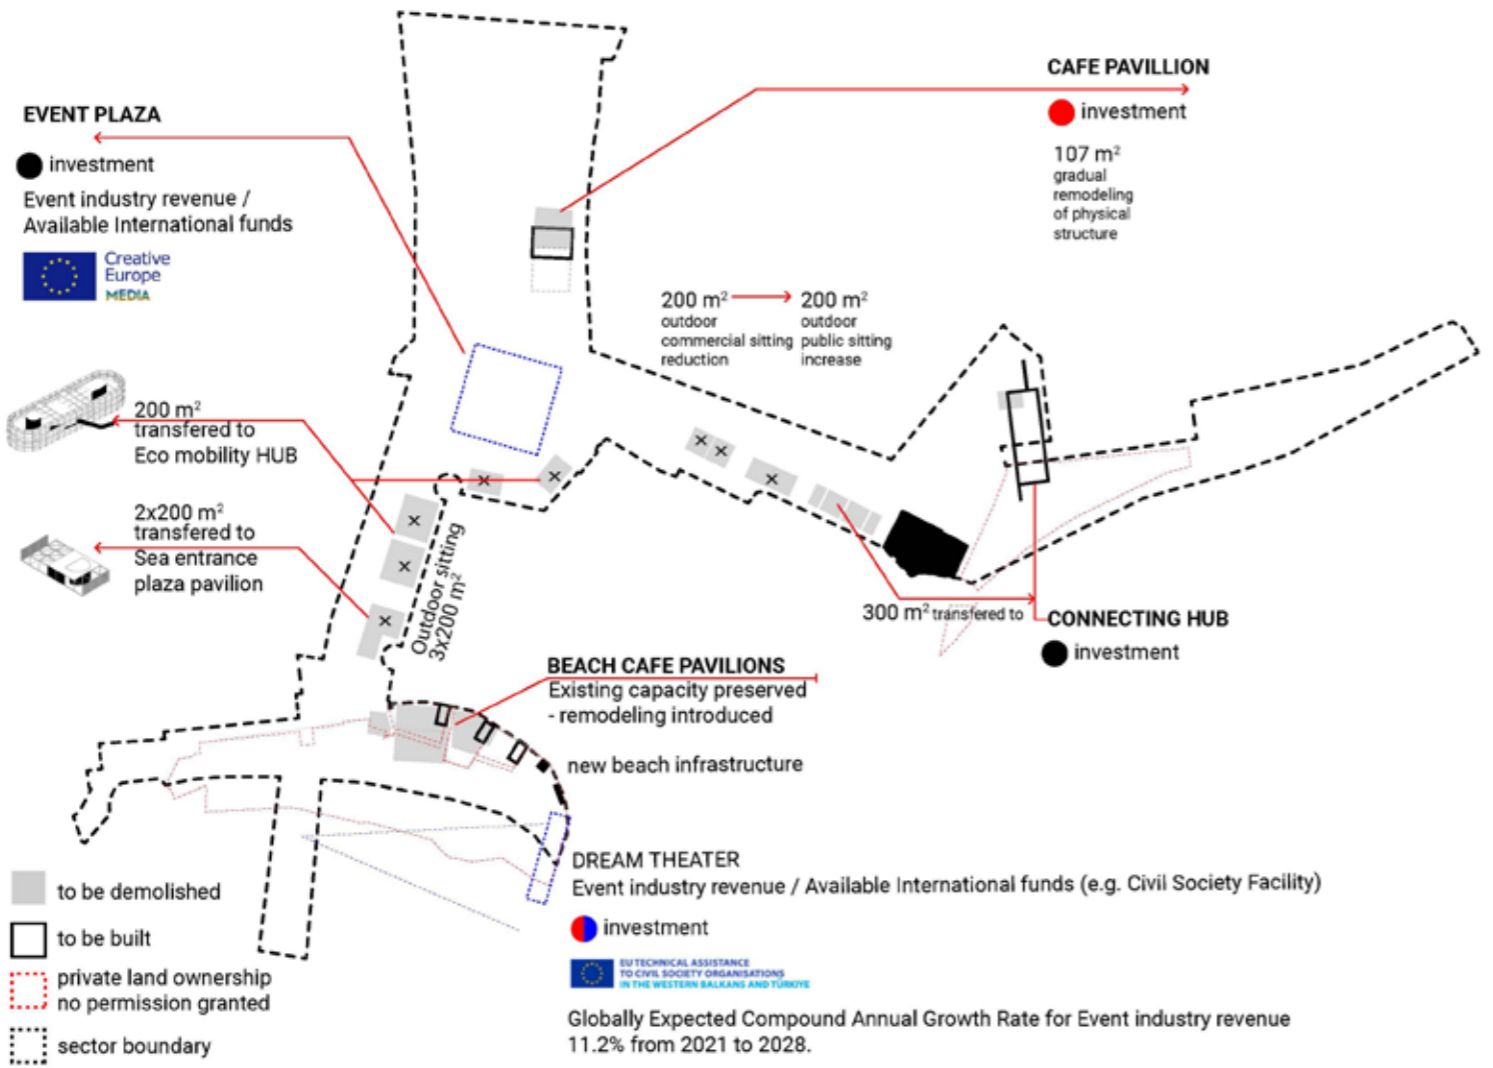 CAFE PAVILLION
investment
107 m²
gradual
remodeling
of physical
structure
EVENT PLAZA
investment
Event industry revenue /
Available International funds
Creative
Europe
MEDIA
200 m²
outdoor
commercial sitting
reduction
200 m²
outdoor
public sitting
increase
200 m²
transfered to
Eco mobility HUB
2x200 m²
transfered to
Sea entrance
plaza pavilion
Outdoor sitting
3x200 m²
300 m² transfered to
CONNECTING HUB
investment
BEACH CAFE PAVILIONS
Existing capacity preserved
- remodeling introduced
new beach infrastructure
DREAM THEATER
Event industry revenue / Available International funds (e.g. Civil Society Facility)
investment
EU TECHNICAL ASSISTANCE
TO CIVIL SOCIETY ORGANISATIONS
IN THE WESTERN BALKANS AND TÜRKIYE
Globally Expected Compound Annual Growth Rate for Event industry revenue
11.2% from 2021 to 2028.
to be demolished
to be built
private land ownership
no permission granted
sector boundary